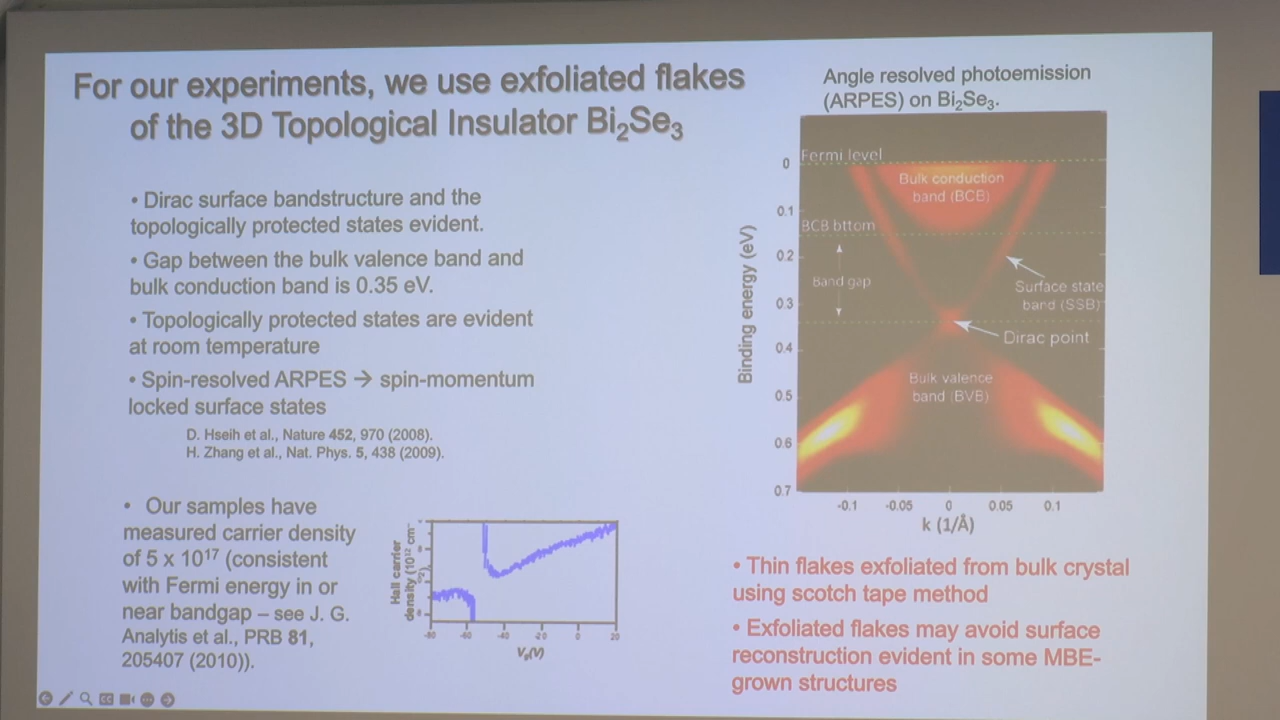 For our experiments, we use exfoliated flakes
of the 3D Topological Insulator Bi₂Se₃
• Dirac surface bandstructure and the
topologically protected states evident.
• Gap between the bulk valence band and
bulk conduction band is 0.35 eV.
• Topologically protected states are evident
at room temperature
• Spin-resolved ARPES → spin-momentum
locked surface states
D. Hseih et al., Nature 452, 970 (2008).
H. Zhang et al., Nat. Phys. 5, 438 (2009).
• Our samples have
measured carrier density
of 5 x 10¹⁷ (consistent
with Fermi energy in or
near bandgap – see J. G.
Analytis et al., PRB 81,
205407 (2010)).
Hall carrier
density (10¹² cm⁻²)
-80 -60 -40 -20 0 20
Vg(V)
Angle resolved photoemission
(ARPES) on Bi₂Se₃.
Fermi level
0
Bulk conduction
band (BCB)
0.1
BCB bttom
0.2
Band gap
Surface state
0.3
band (SSB)
Dirac point
0.4
Bulk valence
band (BVB)
0.5
0.6
0.7
Binding energy (eV)
-0.1 -0.05 0 0.05 0.1
k (1/Å)
• Thin flakes exfoliated from bulk crystal
using scotch tape method
• Exfoliated flakes may avoid surface
reconstruction evident in some MBE-
grown structures